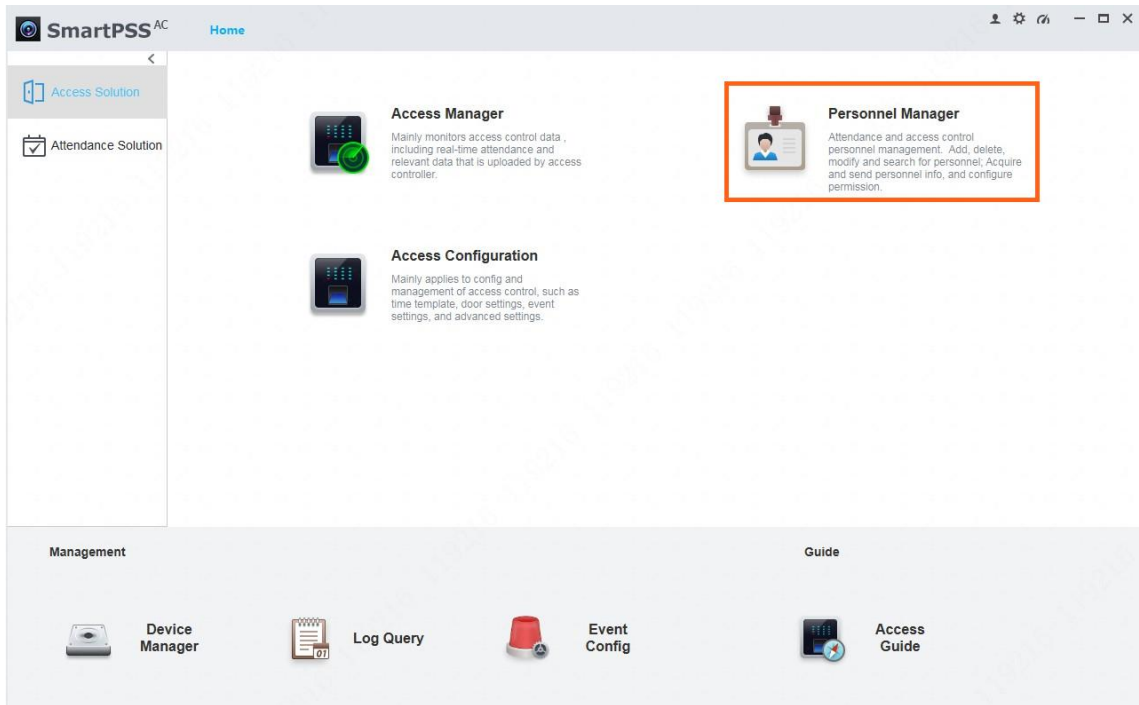 SmartPSS AC
Home
Access Solution
Attendance Solution
Access Manager
Mainly monitors access control data ,
including real-time attendance and
relevant data that is uploaded by access
controller.
Personnel Manager
Attendance and access control
personnel management. Add, delete,
modify and search for personnel; Acquire
and send personnel info, and configure
permission.
Access Configuration
Mainly applies to config and
management of access control, such as
time template, door settings, event
settings, and advanced settings.
Management
Guide
Device
Manager
01
Log Query
Event
Config
Access
Guide